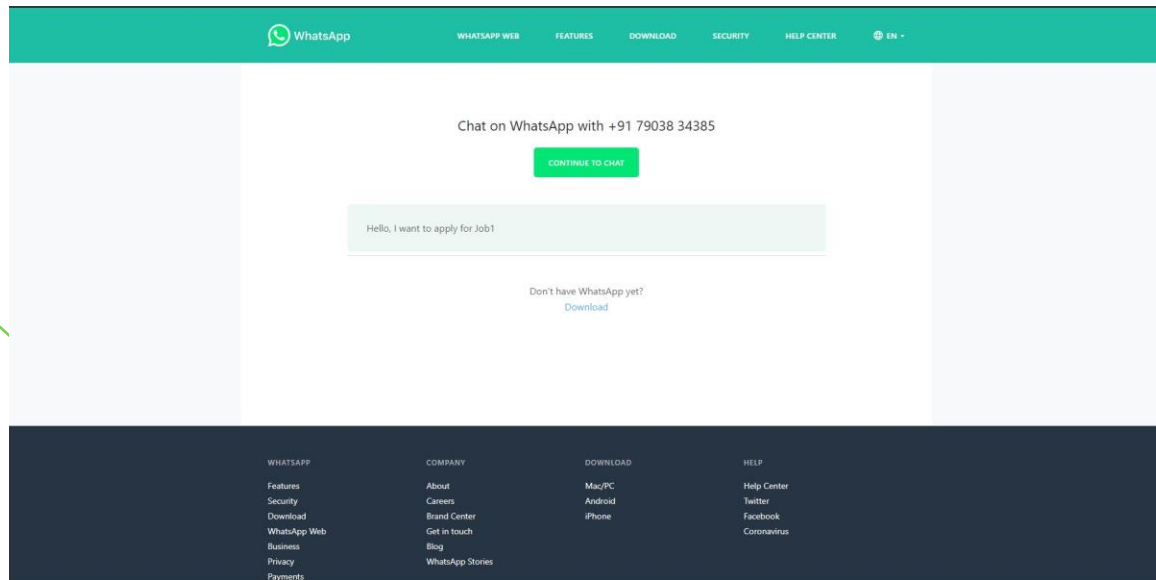 WhatsApp
WHATSAPP WEB FEATURES DOWNLOAD SECURITY HELP CENTER EN
Chat on WhatsApp with +91 79038 34385
CONTINUE TO CHAT
Hello, I want to apply for Job1
Don't have WhatsApp yet?
Download
WHATSAPP
Features
Security
Download
WhatsApp Web
Business
Privacy
Payments
COMPANY
About
Careers
Brand Center
Get in touch
Blog
WhatsApp Stories
DOWNLOAD
Mac/PC
Android
iPhone
HELP
Help Center
Twitter
Facebook
Coronavirus